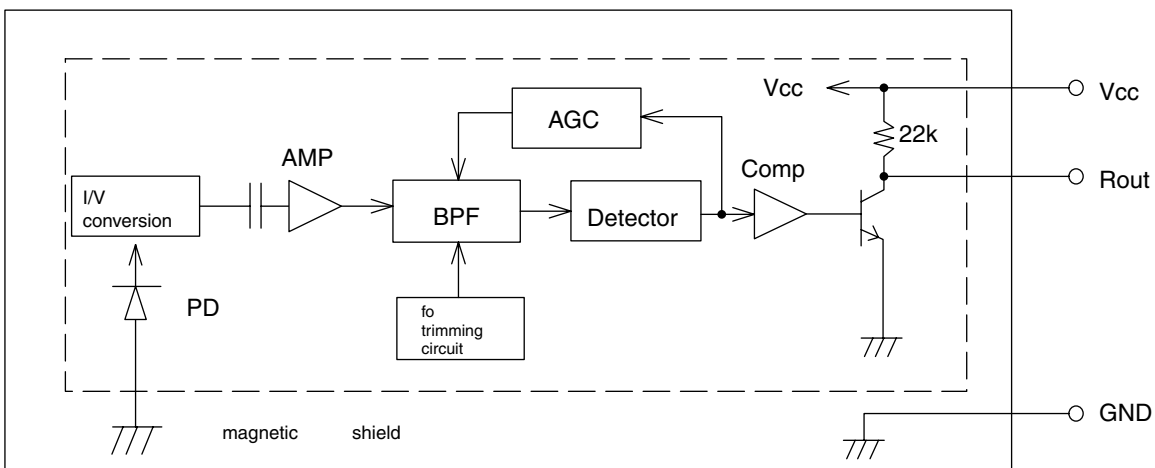 Vcc
Vcc
AGC
22k
AMP
Comp
Rout
I/V
conversion
BPF
Detector
PD
fo
trimming
circuit
GND
magnetic shield